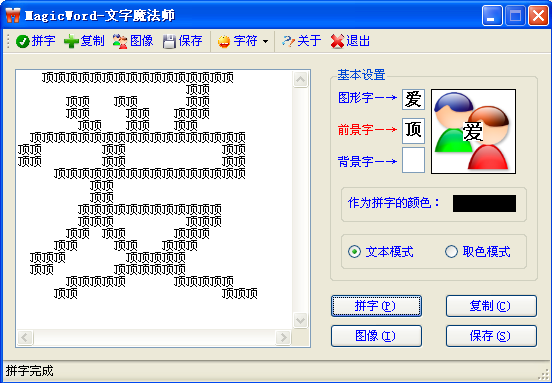 MagicWord-文字魔法师
拼字 复制 图像 保存 字符 关于 退出
顶顶顶顶顶顶顶顶顶顶顶顶顶顶顶顶
顶顶
顶顶 顶顶 顶顶顶
顶顶 顶顶 顶顶顶
顶顶 顶顶 顶顶
顶顶顶顶顶顶顶顶顶顶顶顶顶顶顶顶顶顶
顶顶 顶顶 顶顶
顶顶 顶顶 顶顶
顶顶顶顶顶顶顶顶顶顶顶顶顶顶顶顶
顶顶
顶顶
顶顶顶顶顶顶顶顶顶顶顶顶
顶顶顶 顶顶顶
顶顶 顶顶 顶顶
顶顶 顶顶 顶顶顶
顶顶顶 顶顶顶顶顶
顶顶 顶顶顶顶顶
顶顶顶顶顶 顶顶顶顶顶
顶顶 顶顶顶
基本设置
图形字-→ 爱
前景字-→ 顶
背景字-→
爱
作为拼字的颜色：
文本模式 取色模式
拼字(P) 复制(C)
图像(I) 保存(S)
拼字完成